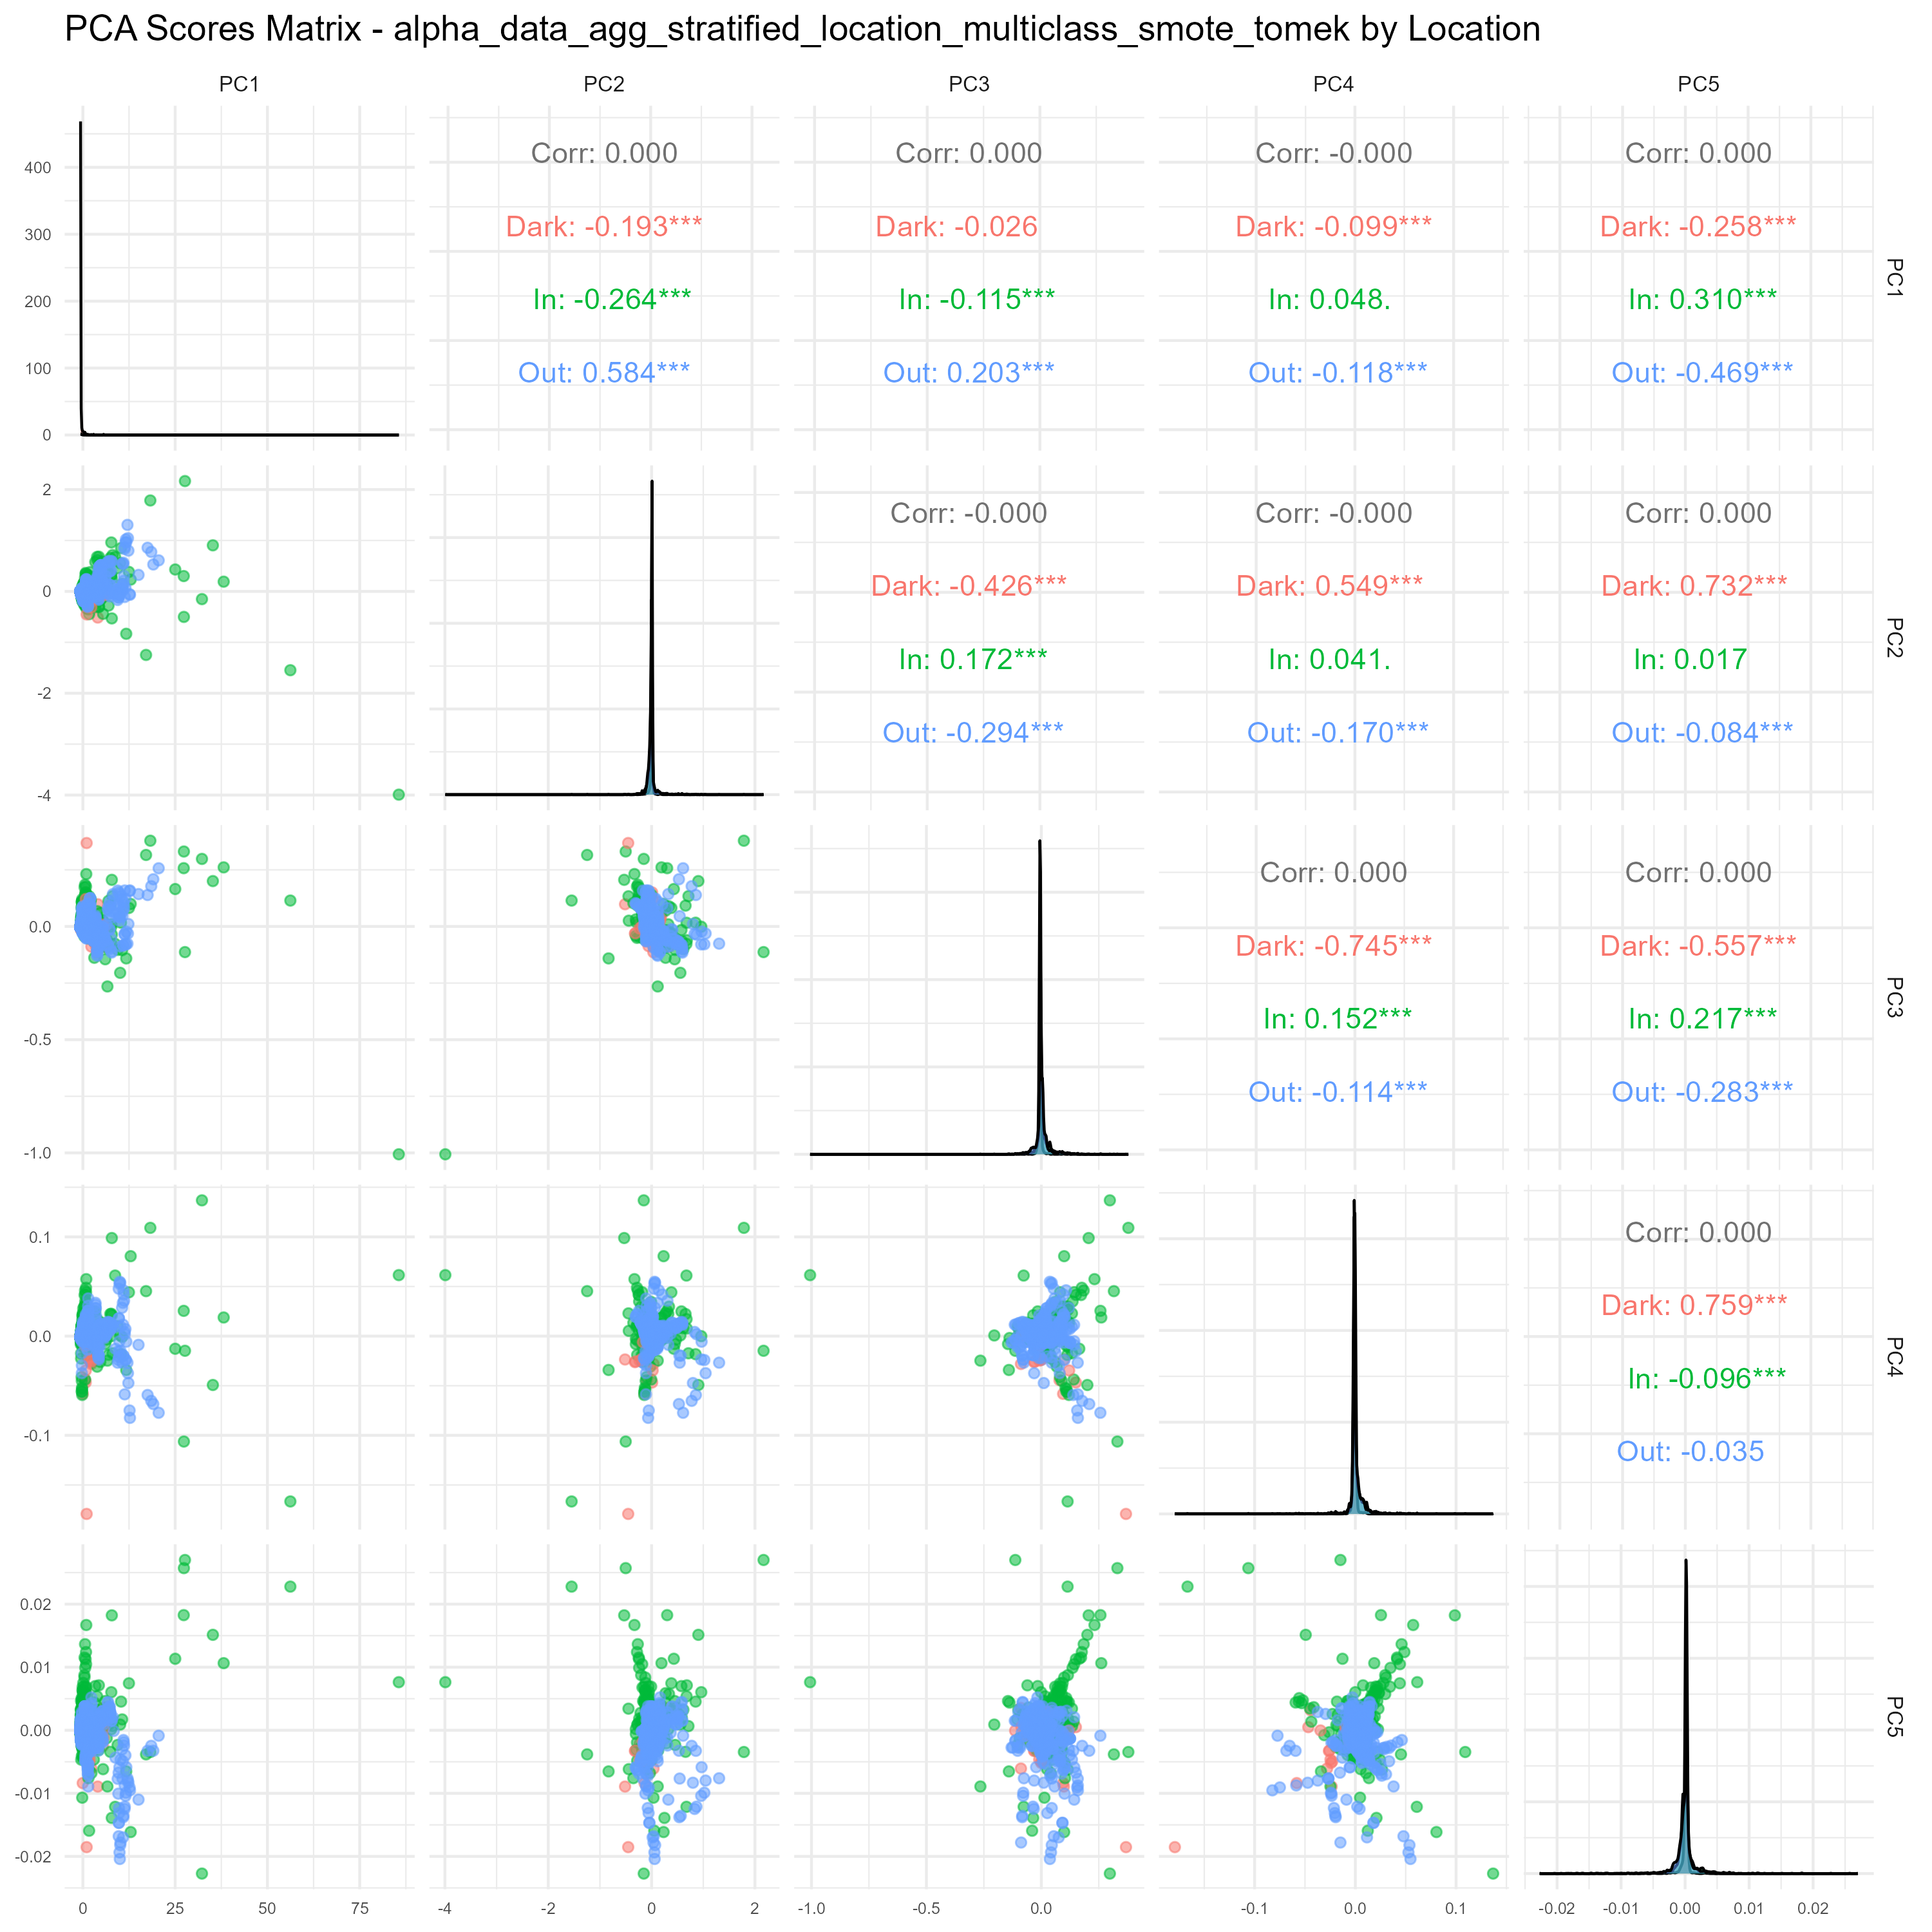 PCA Scores Matrix - alpha_data_agg_stratified_location_multiclass_smote_tomek by Location
PC1 PC2 PC3 PC4 PC5
400
300
200
100
0
Corr: 0.000
Dark: -0.193***
In: -0.264***
Out: 0.584***
Corr: 0.000
Dark: -0.026
In: -0.115***
Out: 0.203***
Corr: -0.000
Dark: -0.099***
In: 0.048.
Out: -0.118***
Corr: 0.000
Dark: -0.258***
In: 0.310***
Out: -0.469***
PC1
2
0
-2
-4
Corr: -0.000
Dark: -0.426***
In: 0.172***
Out: -0.294***
Corr: -0.000
Dark: 0.549***
In: 0.041.
Out: -0.170***
Corr: 0.000
Dark: 0.732***
In: 0.017
Out: -0.084***
PC2
0.0
-0.5
-1.0
Corr: 0.000
Dark: -0.745***
In: 0.152***
Out: -0.114***
Corr: 0.000
Dark: -0.557***
In: 0.217***
Out: -0.283***
PC3
0.1
0.0
-0.1
Corr: 0.000
Dark: 0.759***
In: -0.096***
Out: -0.035
PC4
0.02
0.01
0.00
-0.01
-0.02
PC5
0 25 50 75
-4 -2 0 2
-1.0 -0.5 0.0
-0.1 0.0 0.1
-0.02 -0.01 0.00 0.01 0.02